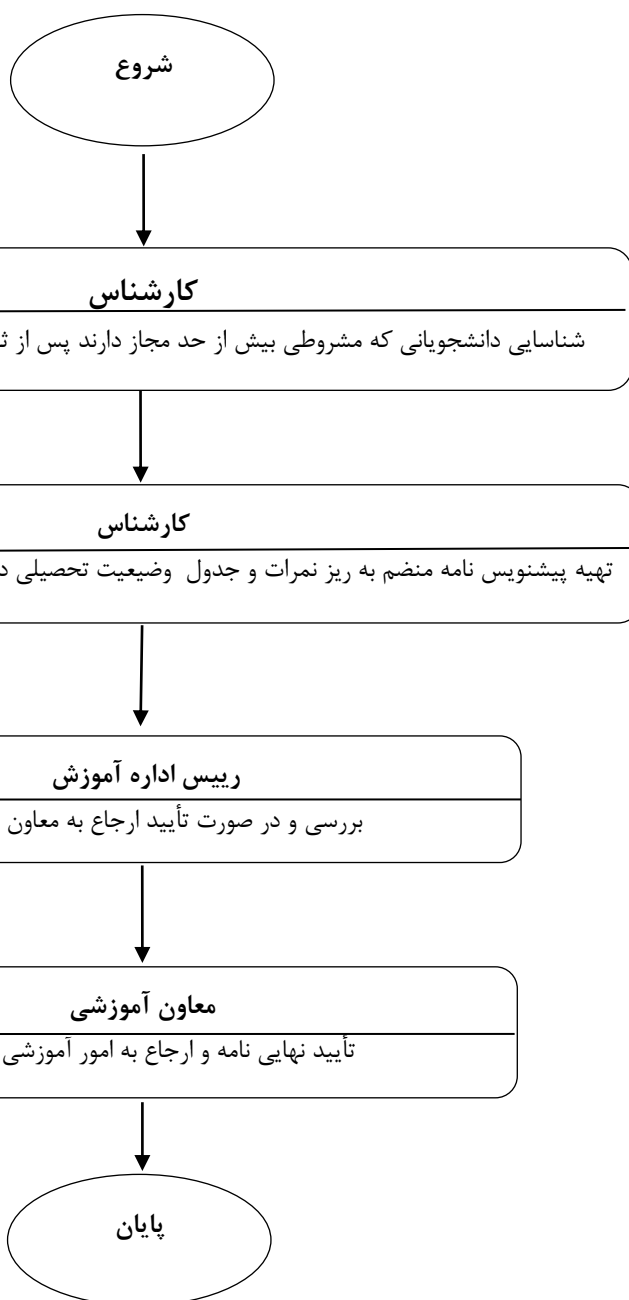 شروع
کارشناس
شناسایی دانشجویانی که مشروطی بیش از حد مجاز دارند پس از
کارشناس
تهیه پیشنویس نامه منضم به ریز نمرات و جدول وضیعیت تحصیلی
رییس اداره آموزش
بررسی و در صورت تأیید ارجاع به معاون
معاون آموزشی
تأیید نهایی نامه و ارجاع به امور آموزشی
پایان